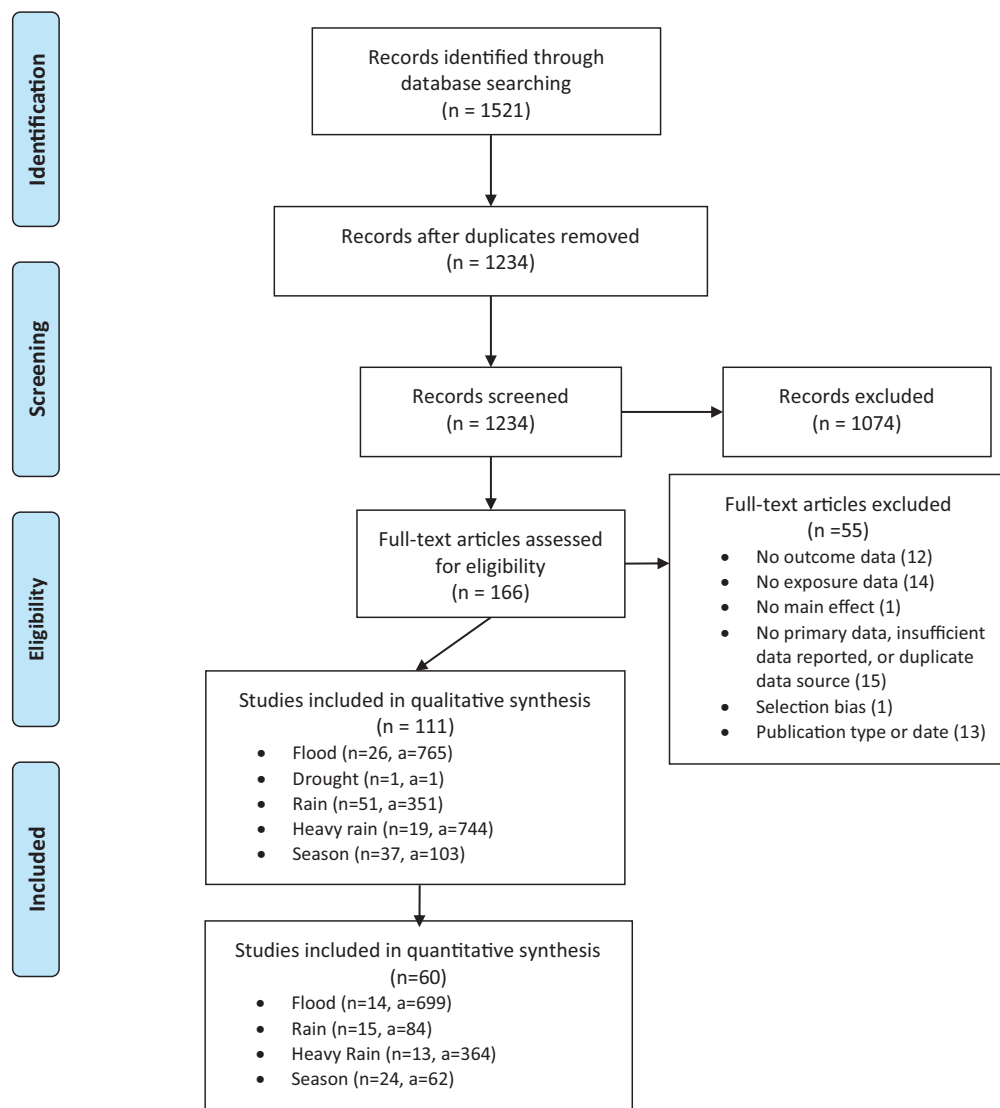 Identification
Records identified through
database searching
(n = 1521)
Records after duplicates removed
(n = 1234)
Screening
Records screened
(n = 1234)
Records excluded
(n = 1074)
Eligibility
Full-text articles assessed
for eligibility
(n = 166)
Full-text articles excluded
(n =55)
• No outcome data (12)
• No exposure data (14)
• No main effect (1)
• No primary data, insufficient
data reported, or duplicate
data source (15)
• Selection bias (1)
• Publication type or date (13)
Included
Studies included in qualitative synthesis
(n = 111)
• Flood (n=26, a=765)
• Drought (n=1, a=1)
• Rain (n=51, a=351)
• Heavy rain (n=19, a=744)
• Season (n=37, a=103)
Studies included in quantitative synthesis
(n=60)
• Flood (n=14, a=699)
• Rain (n=15, a=84)
• Heavy Rain (n=13, a=364)
• Season (n=24, a=62)